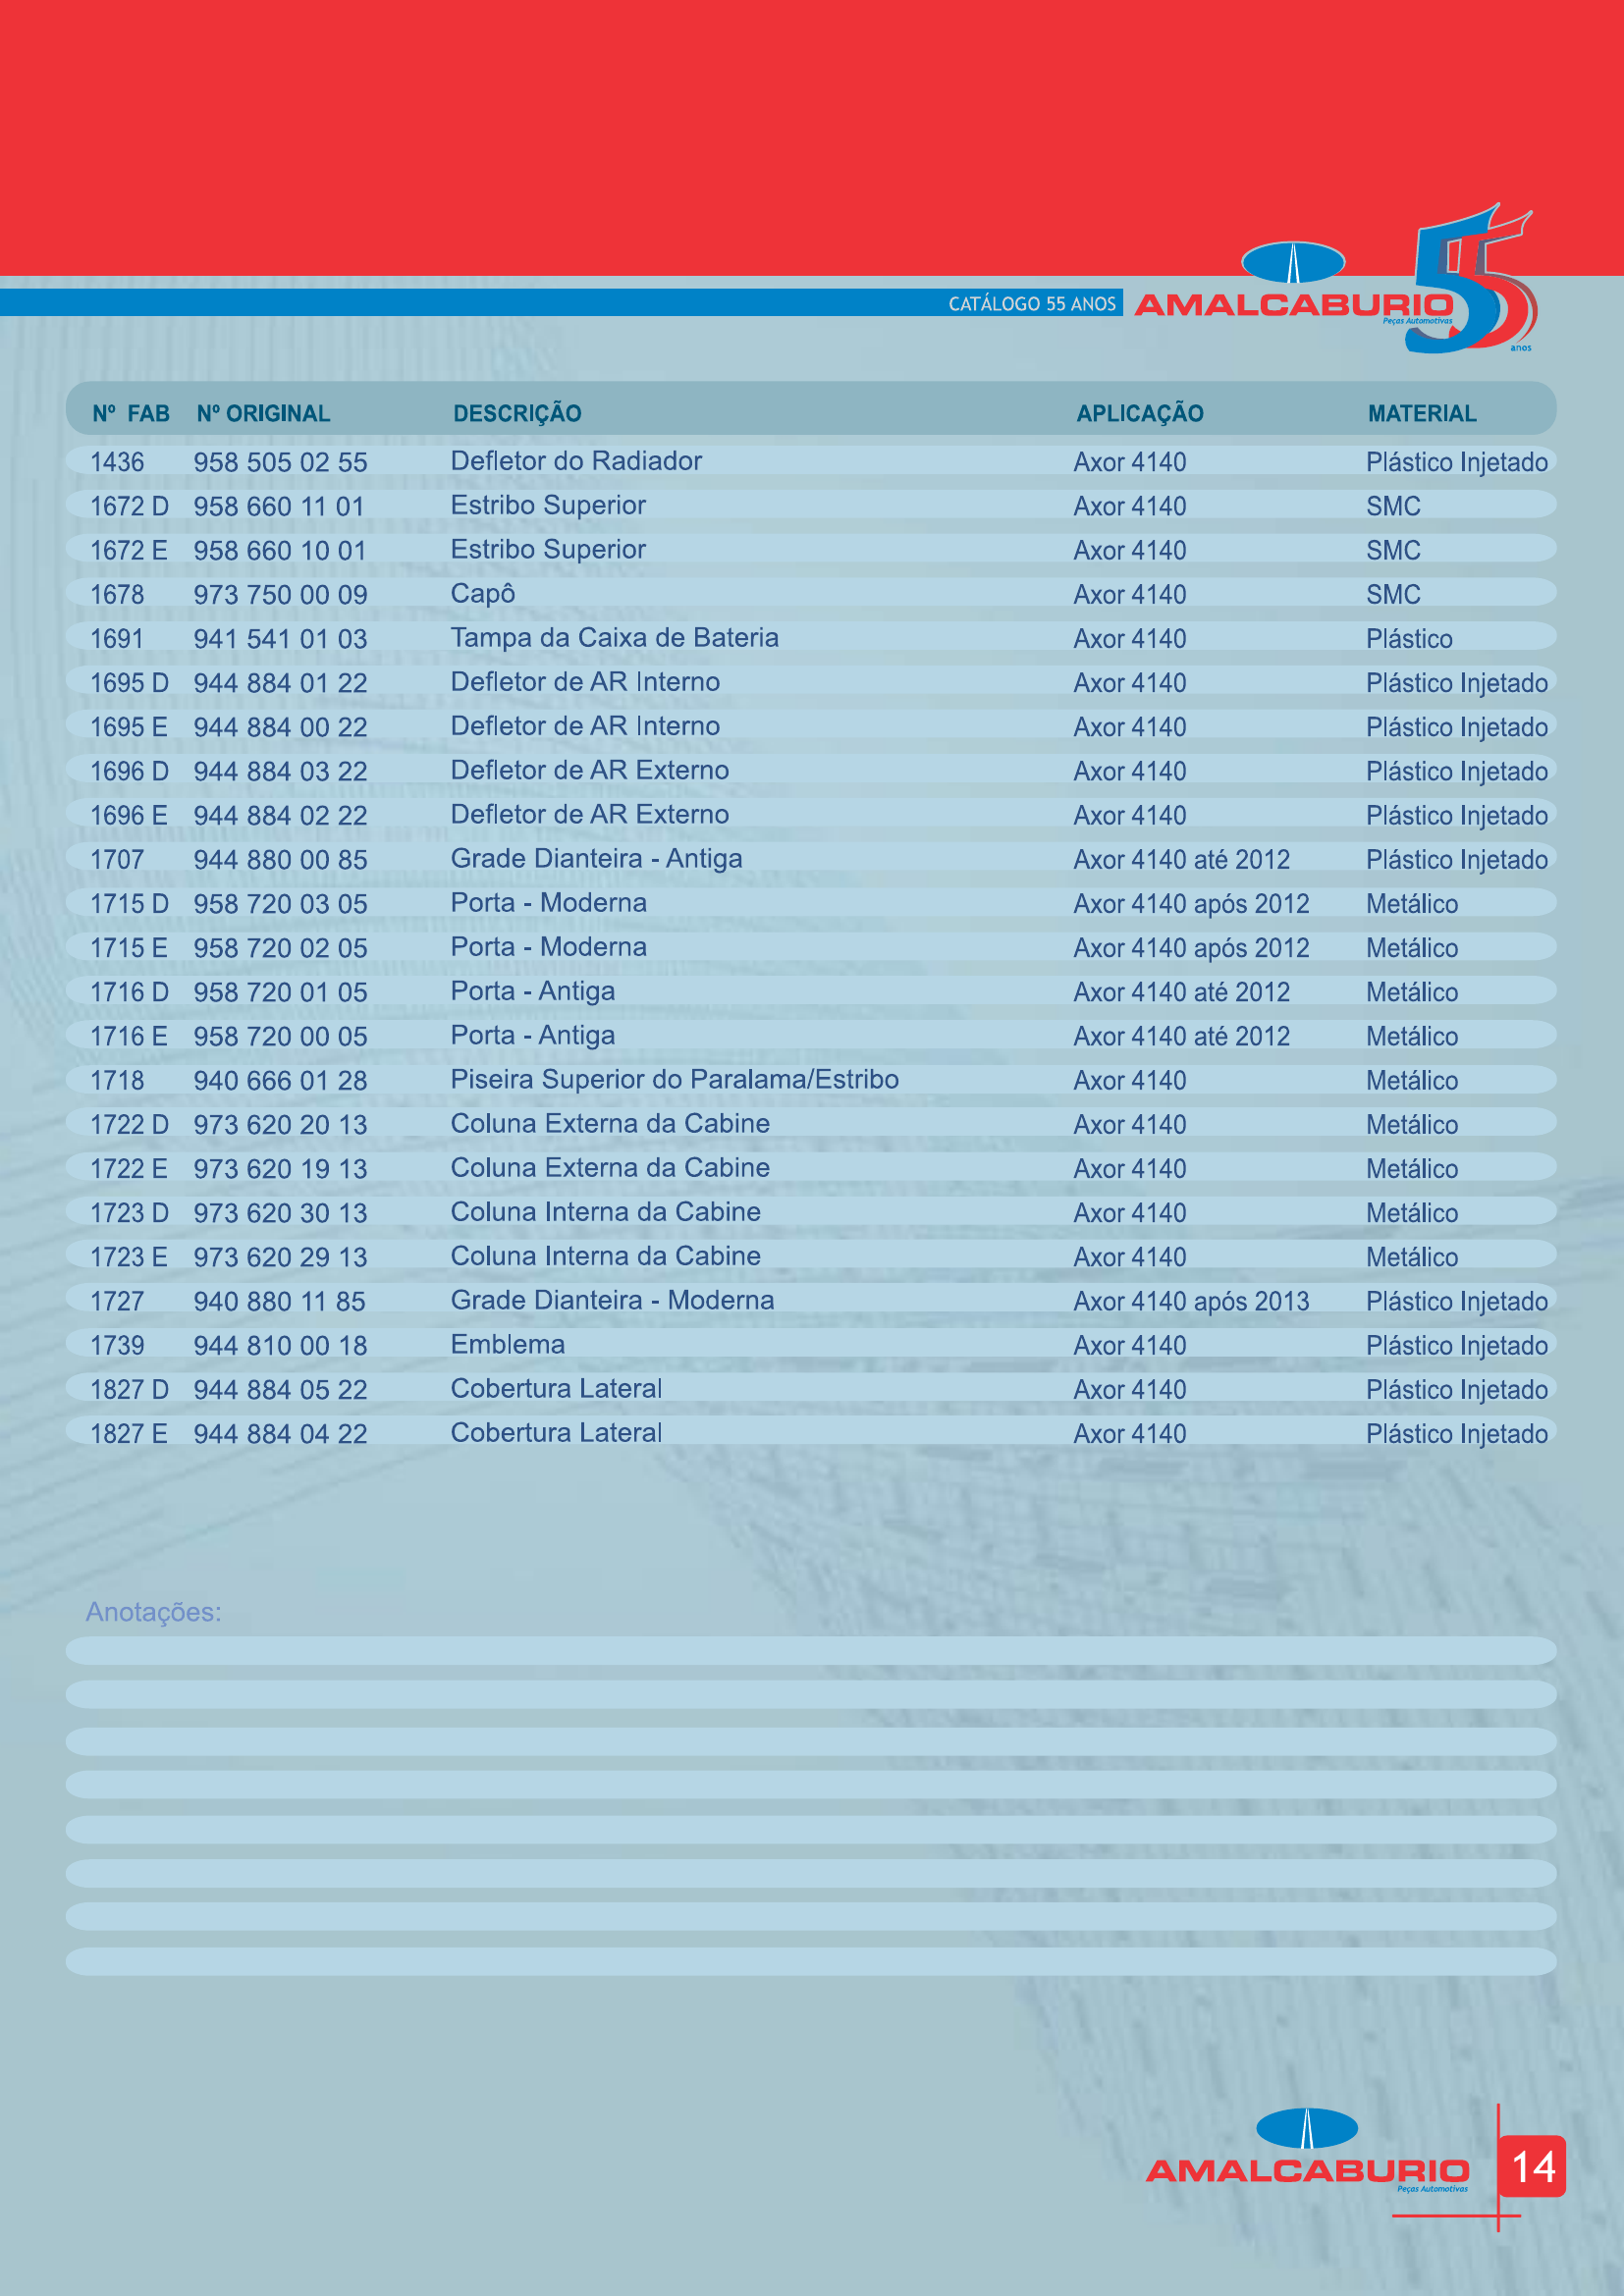 55
CATÁLOGO 55 ANOS AMALCABURIO
Peças Automotivas
anos
Nº FAB Nº ORIGINAL DESCRIÇÃO APLICAÇÃO MATERIAL
1436 958 505 02 55 Defletor do Radiador Axor 4140 Plástico Injetado
1672 D 958 660 11 01 Estribo Superior Axor 4140 SMC
1672 E 958 660 10 01 Estribo Superior Axor 4140 SMC
1678 973 750 00 09 Capô Axor 4140 SMC
1691 941 541 01 03 Tampa da Caixa de Bateria Axor 4140 Plástico
1695 D 944 884 01 22 Defletor de AR Interno Axor 4140 Plástico Injetado
1695 E 944 884 00 22 Defletor de AR Interno Axor 4140 Plástico Injetado
1696 D 944 884 03 22 Defletor de AR Externo Axor 4140 Plástico Injetado
1696 E 944 884 02 22 Defletor de AR Externo Axor 4140 Plástico Injetado
1707 944 880 00 85 Grade Dianteira - Antiga Axor 4140 até 2012 Plástico Injetado
1715 D 958 720 03 05 Porta - Moderna Axor 4140 após 2012 Metálico
1715 E 958 720 02 05 Porta - Moderna Axor 4140 após 2012 Metálico
1716 D 958 720 01 05 Porta - Antiga Axor 4140 até 2012 Metálico
1716 E 958 720 00 05 Porta - Antiga Axor 4140 até 2012 Metálico
1718 940 666 01 28 Piseira Superior do Paralama/Estribo Axor 4140 Metálico
1722 D 973 620 20 13 Coluna Externa da Cabine Axor 4140 Metálico
1722 E 973 620 19 13 Coluna Externa da Cabine Axor 4140 Metálico
1723 D 973 620 30 13 Coluna Interna da Cabine Axor 4140 Metálico
1723 E 973 620 29 13 Coluna Interna da Cabine Axor 4140 Metálico
1727 940 880 11 85 Grade Dianteira - Moderna Axor 4140 após 2013 Plástico Injetado
1739 944 810 00 18 Emblema Axor 4140 Plástico Injetado
1827 D 944 884 05 22 Cobertura Lateral Axor 4140 Plástico Injetado
1827 E 944 884 04 22 Cobertura Lateral Axor 4140 Plástico Injetado
Anotações:
AMALCABURIO 14
Peças Automotivas